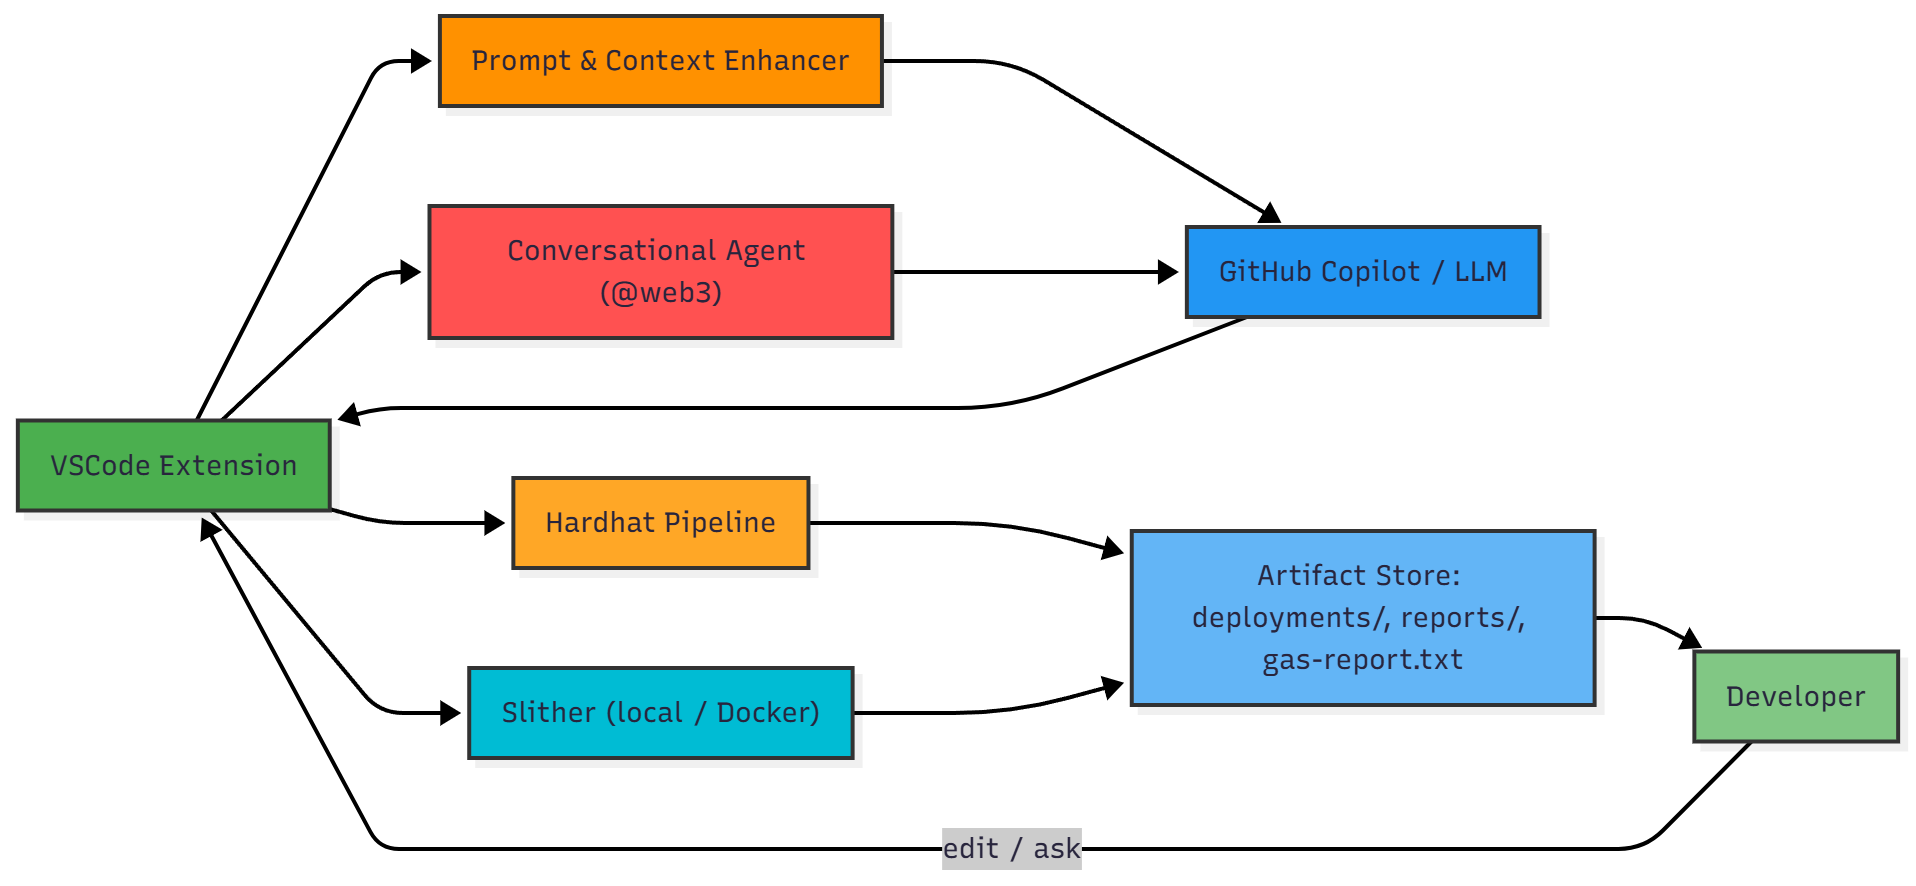 Prompt & Context Enhancer
Conversational Agent
(@web3)
GitHub Copilot / LLM
VSCode Extension
Hardhat Pipeline
Artifact Store:
deployments/, reports/,
gas-report.txt
Slither (local / Docker)
Developer
edit / ask